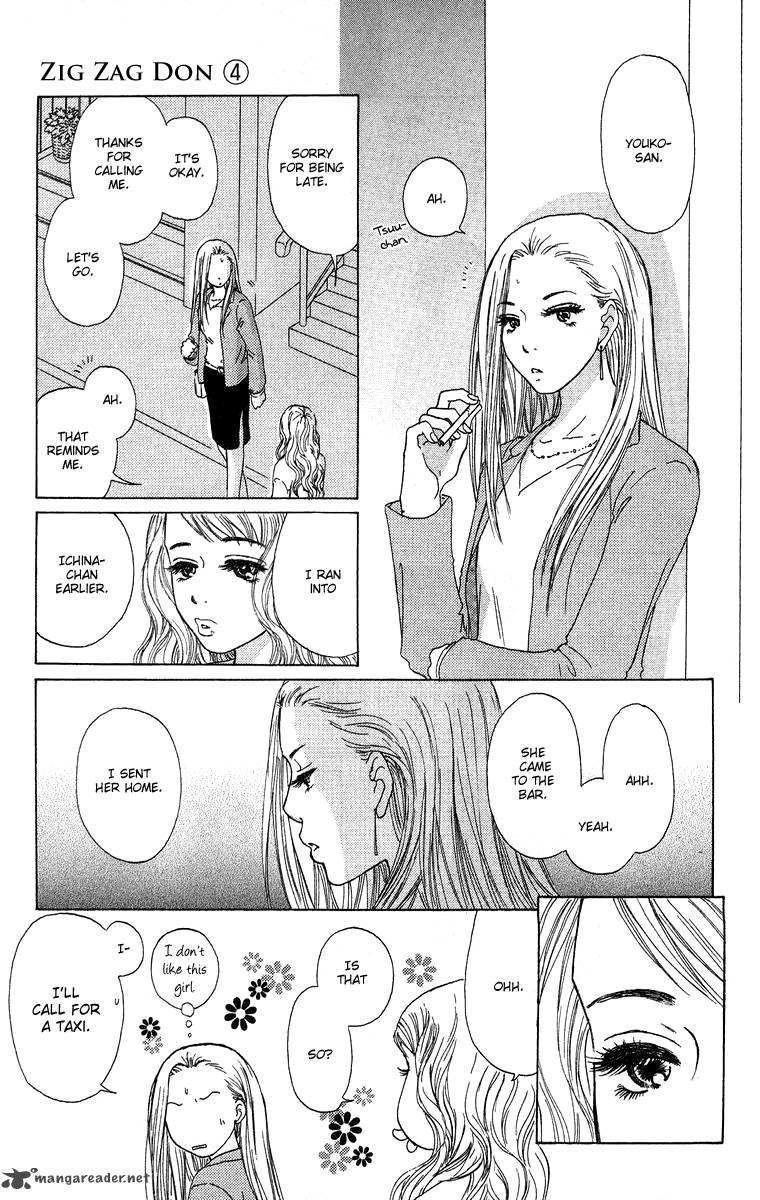 ZIG ZAG DON ④
YOUKO-
SAN.
AH.
Tsuu-
chan
SORRY
FOR BEING
LATE.
IT'S
OKAY.
THANKS
FOR
CALLING
ME.
LET'S
GO.
AH.
THAT
REMINDS
ME.
I RAN
INTO
ICHINA-
CHAN
EARLIER.
AHH.
YEAH.
SHE
CAME
TO THE
BAR.
I SENT
HER HOME.
OHH.
IS
THAT
SO?
I don't
like this
girl
I-
I'LL
CALL FOR
A TAXI.
mangareader.net